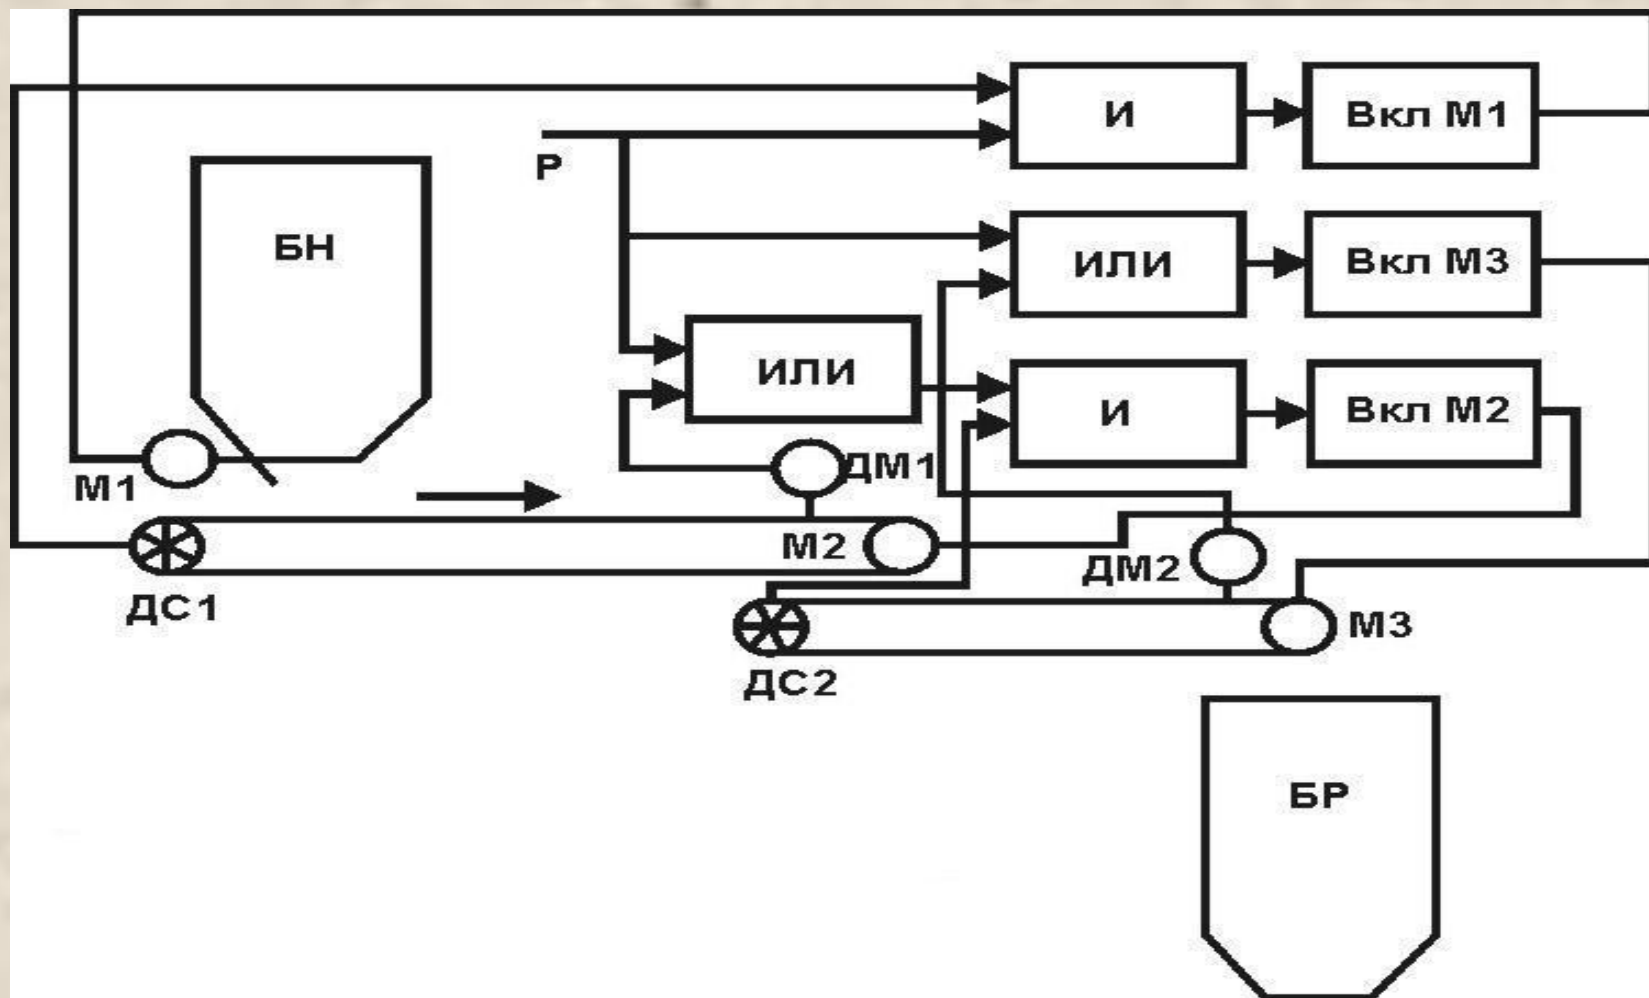 И
Вкл М1
Р
БН
ИЛИ
Вкл М3
ИЛИ
И
Вкл М2
ДМ1
М1
М2
ДМ2
ДС1
М3
ДС2
БР